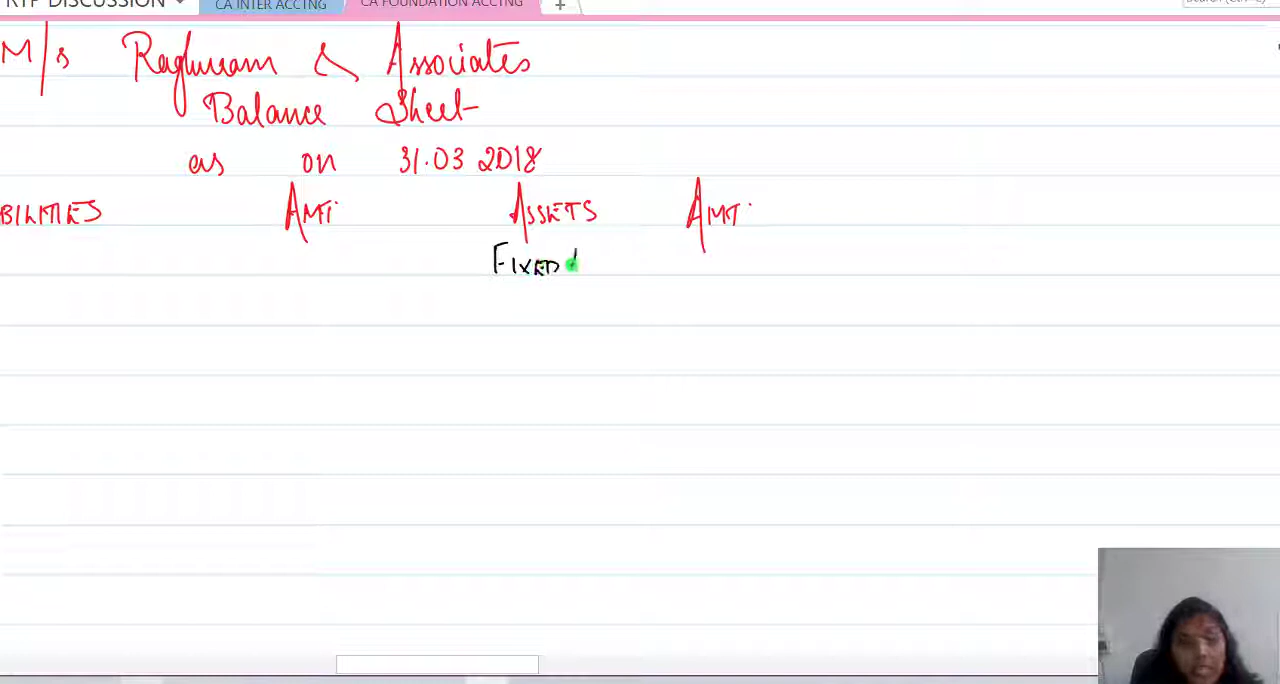 RTP DISCUSSION CA INTER ACCTNG CA FOUNDATION ACCTNG +
M/s Raghuram & Associates
Balance Sheet
as on 31.03 2018
BILITIES AMT ASSETS AMT
FIXED